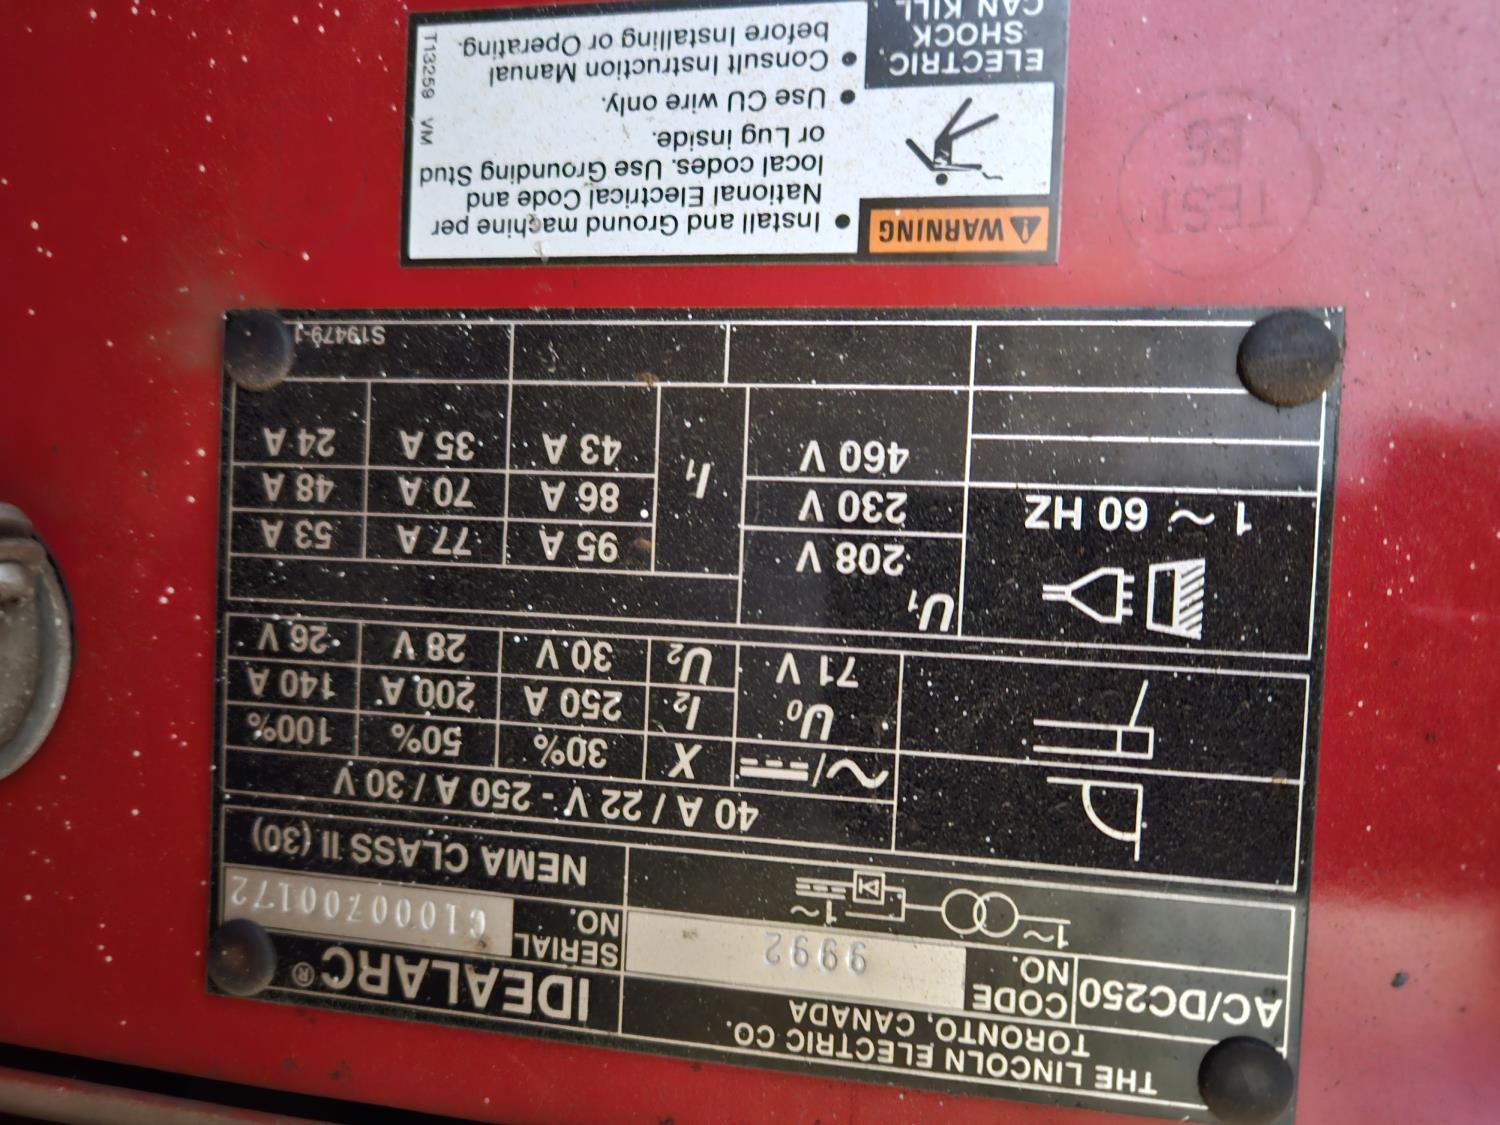 THE LINCOLN ELECTRIC CO.
TORONTO, CANADA
IDEALARC®
AC/DC250
CODE NO.
9992
SERIAL NO.
C1000700172
1~
1~
NEMA CLASS II (30)
40 A / 22 V - 250 A / 30 V
~/
X 30% 50% 100%
U0 71 V
I2 250 A 200 A 140 A
U2 30 V 28 V 26 V
1 ~ 60 HZ
U1
208 V
230 V
460 V
I1
95 A 77 A 53 A
86 A 70 A 48 A
43 A 35 A 24 A
S19479-1
WARNING
ELECTRIC
SHOCK
CAN KILL
• Install and Ground machine per
National Electrical Code and
local codes. Use Grounding Stud
or Lug inside.
• Use CU wire only.
• Consult Instruction Manual
before Installing or Operating.
T13259 VM
TEST